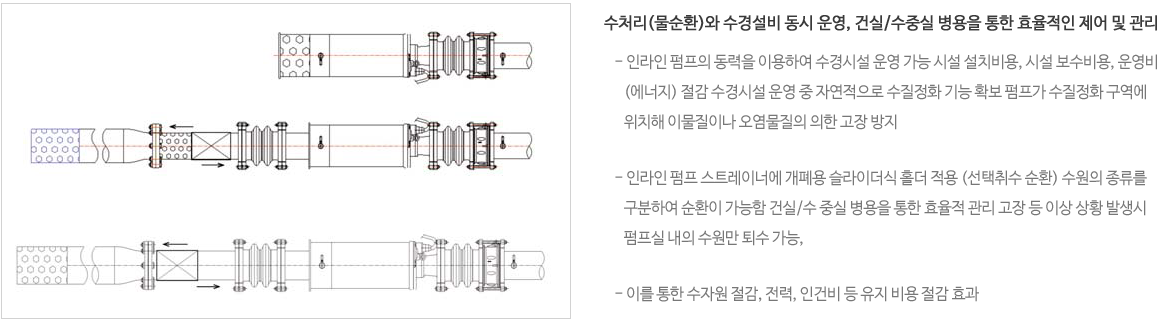 수처리(물순환)와 수경설비 동시 운영, 건실/수중실 병용을 통한 효율적인 제어 및 관리
- 인라인 펌프의 동력을 이용하여 수경시설 운영 가능 시설 설치비용, 시설 보수비용, 운영비
(에너지) 절감 수경시설 운영 중 자연적으로 수질정화 기능 확보 펌프가 수질정화 구역에
위치해 이물질이나 오염물질의 의한 고장 방지
- 인라인 펌프 스트레이너에 개폐용 슬라이더식 홀더 적용 (선택취수 순환) 수원의 종류를
구분하여 순환이 가능함 건실/수 중실 병용을 통한 효율적 관리 고장 등 이상 상황 발생시
펌프실 내의 수원만 퇴수 가능,
- 이를 통한 수자원 절감, 전력, 인건비 등 유지 비용 절감 효과